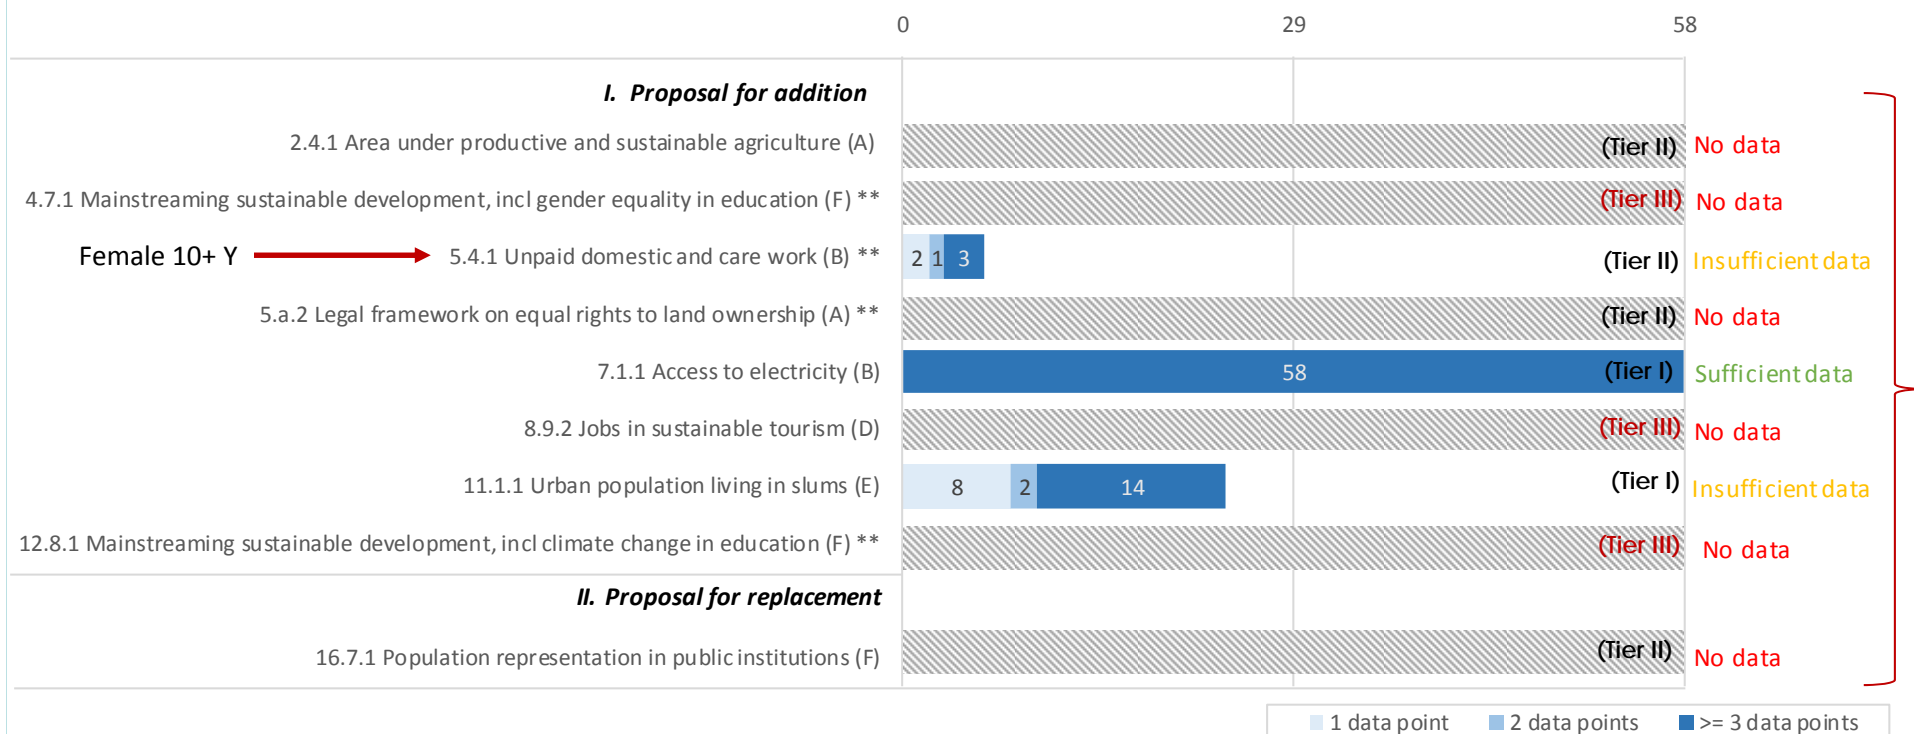 0 29 58
I. Proposal for addition
2.4.1 Area under productive and sustainable agriculture (A) (Tier II) No data
4.7.1 Mainstreaming sustainable development, incl gender equality in education (F) ** (Tier III) No data
Female 10+ Y 5.4.1 Unpaid domestic and care work (B) ** 2 1 3 (Tier II) Insufficient data
5.a.2 Legal framework on equal rights to land ownership (A) ** (Tier II) No data
7.1.1 Access to electricity (B) 58 (Tier I) Sufficient data
8.9.2 Jobs in sustainable tourism (D) (Tier III) No data
11.1.1 Urban population living in slums (E) 8 2 14 (Tier I) Insufficient data
12.8.1 Mainstreaming sustainable development, incl climate change in education (F) ** (Tier III) No data
II. Proposal for replacement
16.7.1 Population representation in public institutions (F) (Tier II) No data
1 data point 2 data points >= 3 data points